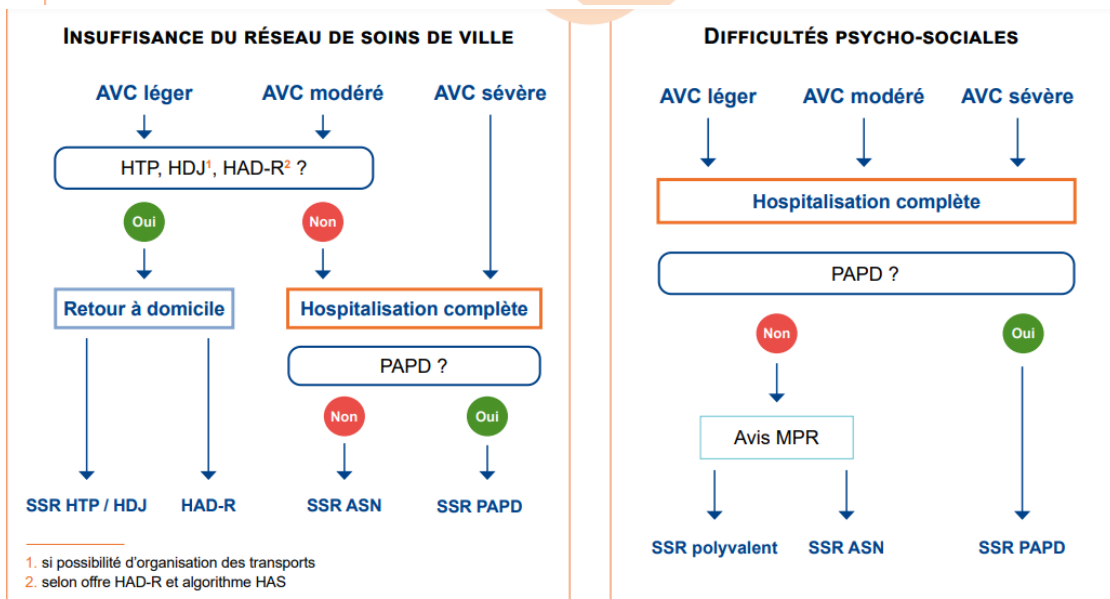 INSUFFISANCE DU RÉSEAU DE SOINS DE VILLE
AVC léger
AVC modéré
AVC sévère
HTP, HDJ¹, HAD-R² ?
Oui
Non
Retour à domicile
Hospitalisation complète
PAPD ?
Non
Oui
SSR HTP / HDJ
HAD-R
SSR ASN
SSR PAPD
1. si possibilité d'organisation des transports
2. selon offre HAD-R et algorithme HAS
DIFFICULTÉS PSYCHO-SOCIALES
AVC léger
AVC modéré
AVC sévère
Hospitalisation complète
PAPD ?
Non
Oui
Avis MPR
SSR polyvalent
SSR ASN
SSR PAPD